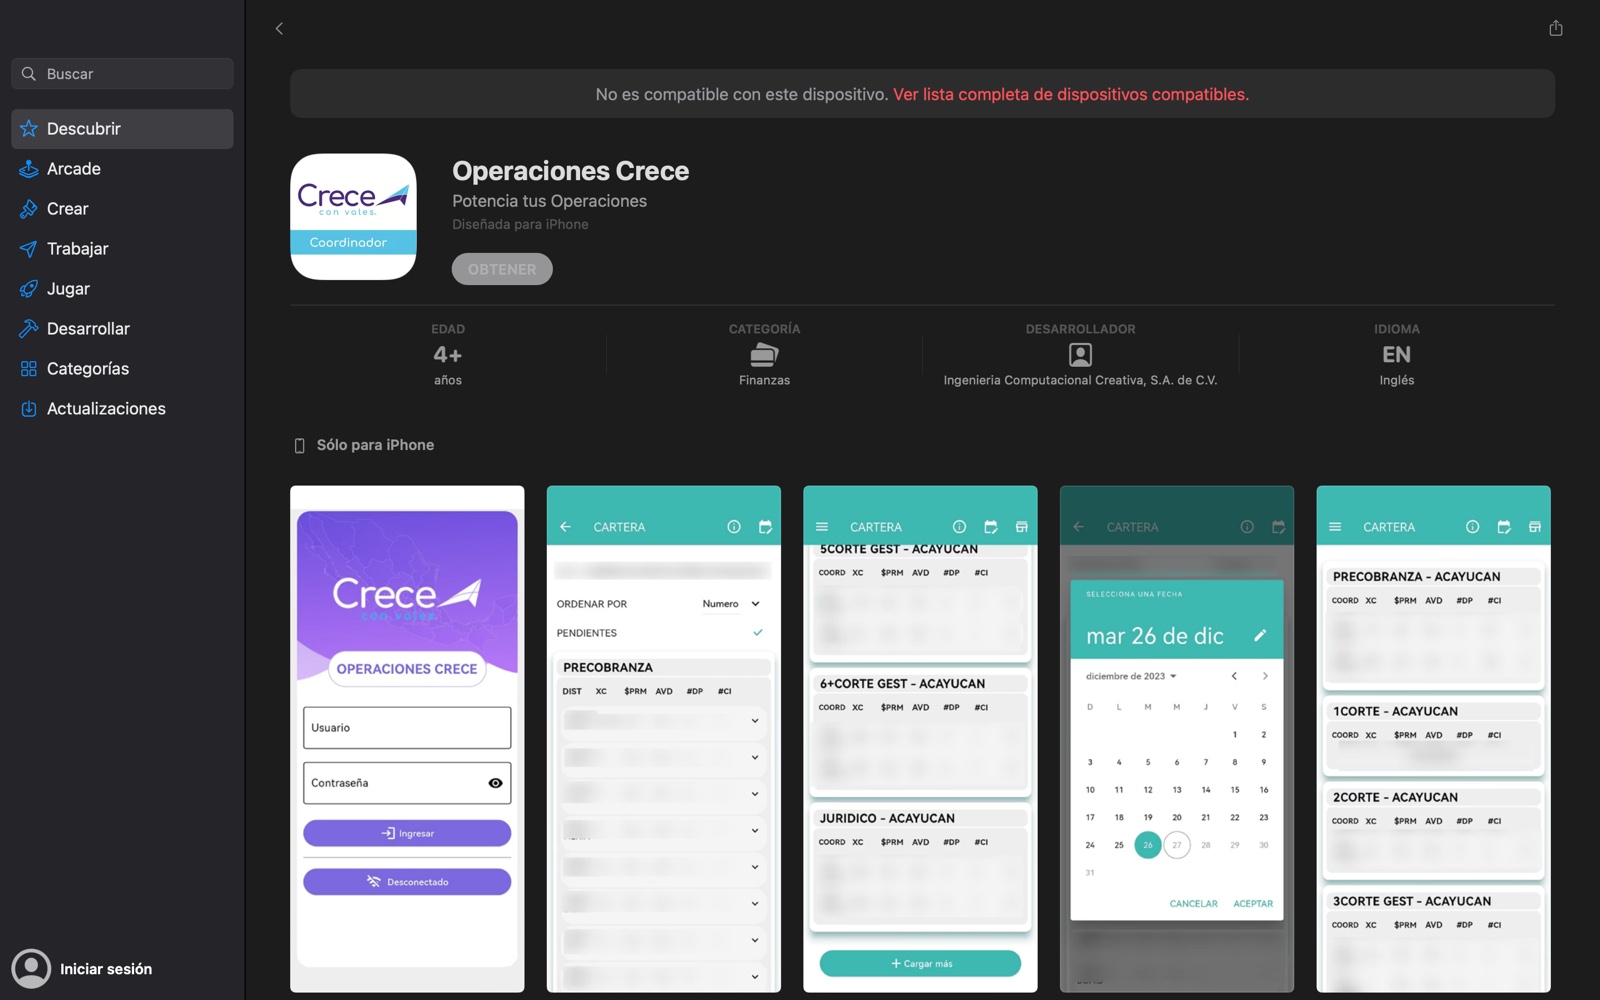 Buscar
Descubrir
Arcade
Crear
Trabajar
Jugar
Desarrollar
Categorías
Actualizaciones
Iniciar sesión
No es compatible con este dispositivo. Ver lista completa de dispositivos compatibles.
Crece
con vales.
Coordinador
Operaciones Crece
Potencia tus Operaciones
Diseñada para iPhone
OBTENER
EDAD
4+
años
CATEGORÍA
Finanzas
DESARROLLADOR
Ingenieria Computacional Creativa, S.A. de C.V.
IDIOMA
EN
Inglés
Sólo para iPhone
Crece
con vales.
OPERACIONES CRECE
Usuario
Contraseña
Ingresar
Desconectado
CARTERA
ORDENAR POR Numero
PENDIENTES
PRECOBRANZA
DIST XC $PRM AVD #DP #CI
CARTERA
5CORTE GEST - ACAYUCAN
COORD XC $PRM AVD #DP #CI
6+CORTE GEST - ACAYUCAN
COORD XC $PRM AVD #DP #CI
JURIDICO - ACAYUCAN
COORD XC $PRM AVD #DP #CI
+ Cargar más
CARTERA
SELECCIONA UNA FECHA
mar 26 de dic
diciembre de 2023
D L M M J V S
1 2
3 4 5 6 7 8 9
10 11 12 13 14 15 16
17 18 19 20 21 22 23
24 25 26 27 28 29 30
31
CANCELAR ACEPTAR
CARTERA
PRECOBRANZA - ACAYUCAN
COORD XC $PRM AVD #DP #CI
1CORTE - ACAYUCAN
COORD XC $PRM AVD #DP #CI
2CORTE - ACAYUCAN
COORD XC $PRM AVD #DP #CI
3CORTE GEST - ACAYUCAN
COORD XC $PRM AVD #DP #CI